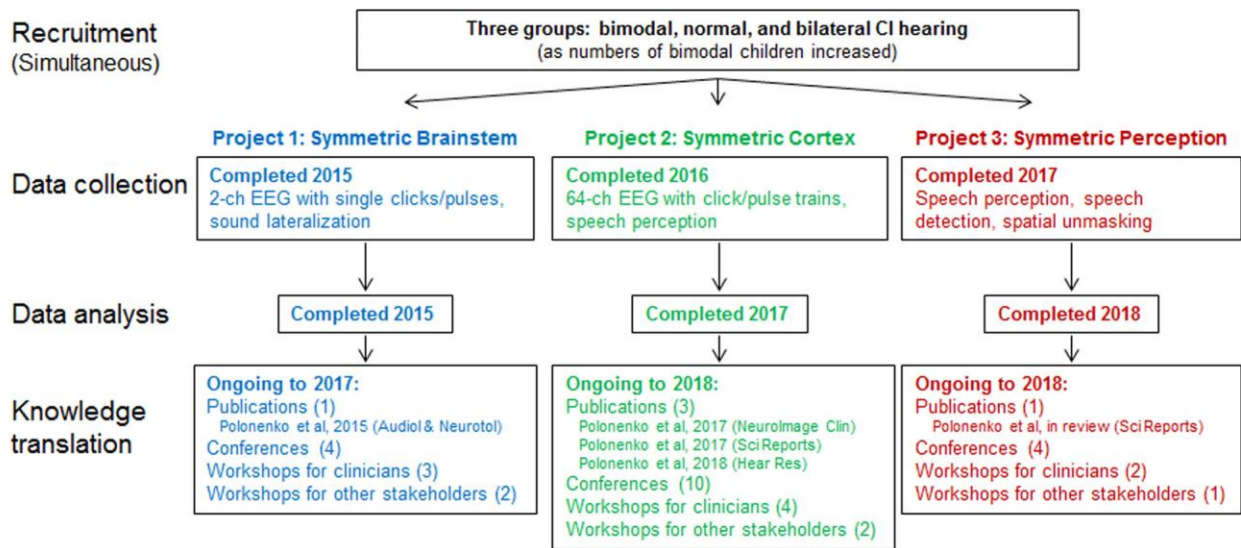 Recruitment
(Simultaneous)
Three groups: bimodal, normal, and bilateral CI hearing
(as numbers of bimodal children increased)
Project 1: Symmetric Brainstem
Project 2: Symmetric Cortex
Project 3: Symmetric Perception
Data collection
Completed 2015
2-ch EEG with single clicks/pulses,
sound lateralization
Completed 2016
64-ch EEG with click/pulse trains,
speech perception
Completed 2017
Speech perception, speech
detection, spatial unmasking
Data analysis
Completed 2015
Completed 2017
Completed 2018
Knowledge
translation
Ongoing to 2017:
Publications (1)
Polonenko et al, 2015 (Audiol & Neurotol)
Conferences (4)
Workshops for clinicians (3)
Workshops for other stakeholders (2)
Ongoing to 2018:
Publications (3)
Polonenko et al, 2017 (NeuroImage Clin)
Polonenko et al, 2017 (Sci Reports)
Polonenko et al, 2018 (Hear Res)
Conferences (10)
Workshops for clinicians (4)
Workshops for other stakeholders (2)
Ongoing to 2018:
Publications (1)
Polonenko et al, in review (Sci Reports)
Conferences (4)
Workshops for clinicians (2)
Workshops for other stakeholders (1)